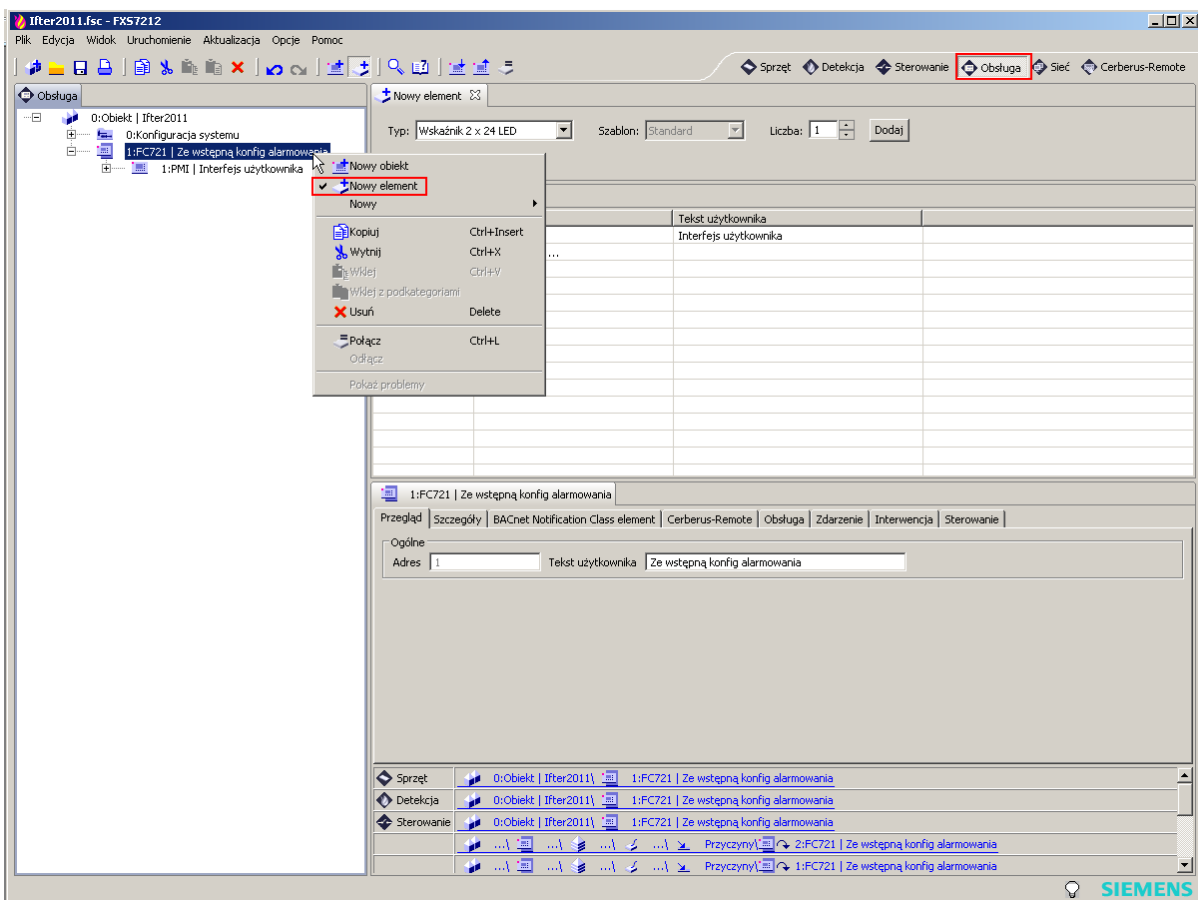 Ifter2011.fsc - FXS7212
Plik Edycja Widok Uruchomienie Aktualizacja Opcje Pomoc
Sprzęt Detekcja Sterowanie Obsługa Sieć Cerberus-Remote
Obsługa
0:Obiekt | Ifter2011
0:Konfiguracja systemu
1:FC721 | Ze wstępną konfig alarmowania
1:PMI | Interfejs użytkownika
Nowy element
Typ: Wskaźnik 2 x 24 LED Szablon: Standard Liczba: 1 Dodaj
Nowy obiekt
Nowy element
Nowy
Kopiuj Ctrl+Insert
Wytnij Ctrl+X
Wklej Ctrl+V
Wklej z podkategoriami
Usuń Delete
Połącz Ctrl+L
Odłącz
Pokaż problemy
Tekst użytkownika
Interfejs użytkownika
...
1:FC721 | Ze wstępną konfig alarmowania
Przegląd Szczegóły BACnet Notification Class element Cerberus-Remote Obsługa Zdarzenie Interwencja Sterowanie
Ogólne
Adres 1 Tekst użytkownika Ze wstępną konfig alarmowania
Sprzęt 0:Obiekt | Ifter2011\ 1:FC721 | Ze wstępną konfig alarmowania
Detekcja 0:Obiekt | Ifter2011\ 1:FC721 | Ze wstępną konfig alarmowania
Sterowanie 0:Obiekt | Ifter2011\ 1:FC721 | Ze wstępną konfig alarmowania
...\ ...\ ...\ ...\ Przyczyny\ 2:FC721 | Ze wstępną konfig alarmowania
...\ ...\ ...\ ...\ Przyczyny\ 1:FC721 | Ze wstępną konfig alarmowania
SIEMENS